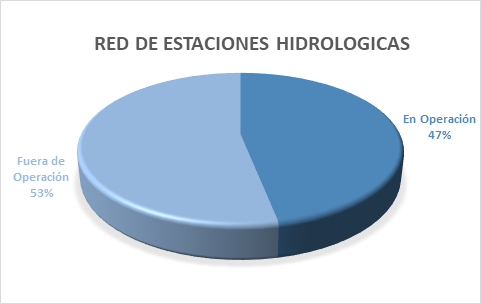 RED DE ESTACIONES HIDROLOGICAS
En Operación
47%
Fuera de
Operación
53%